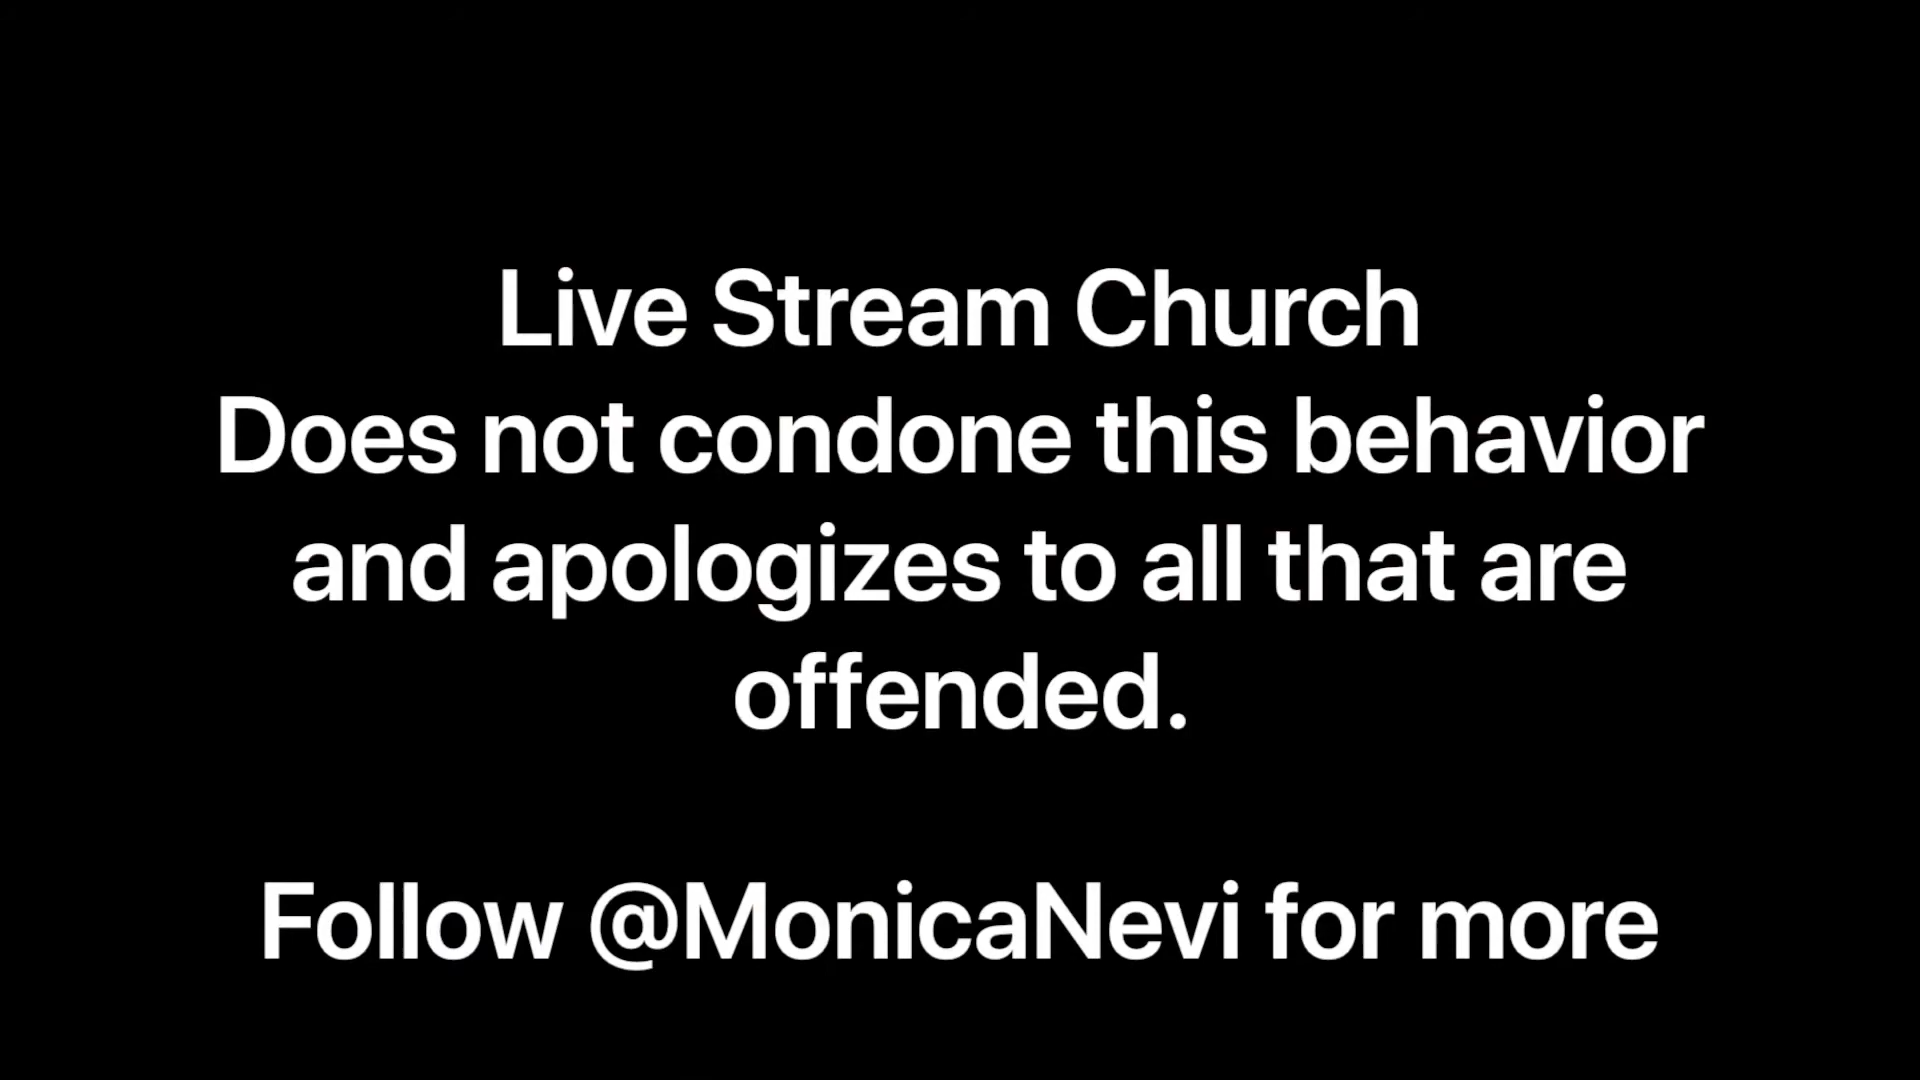 Live Stream Church
Does not condone this behavior
and apologizes to all that are
offended.
Follow @MonicaNevi for more